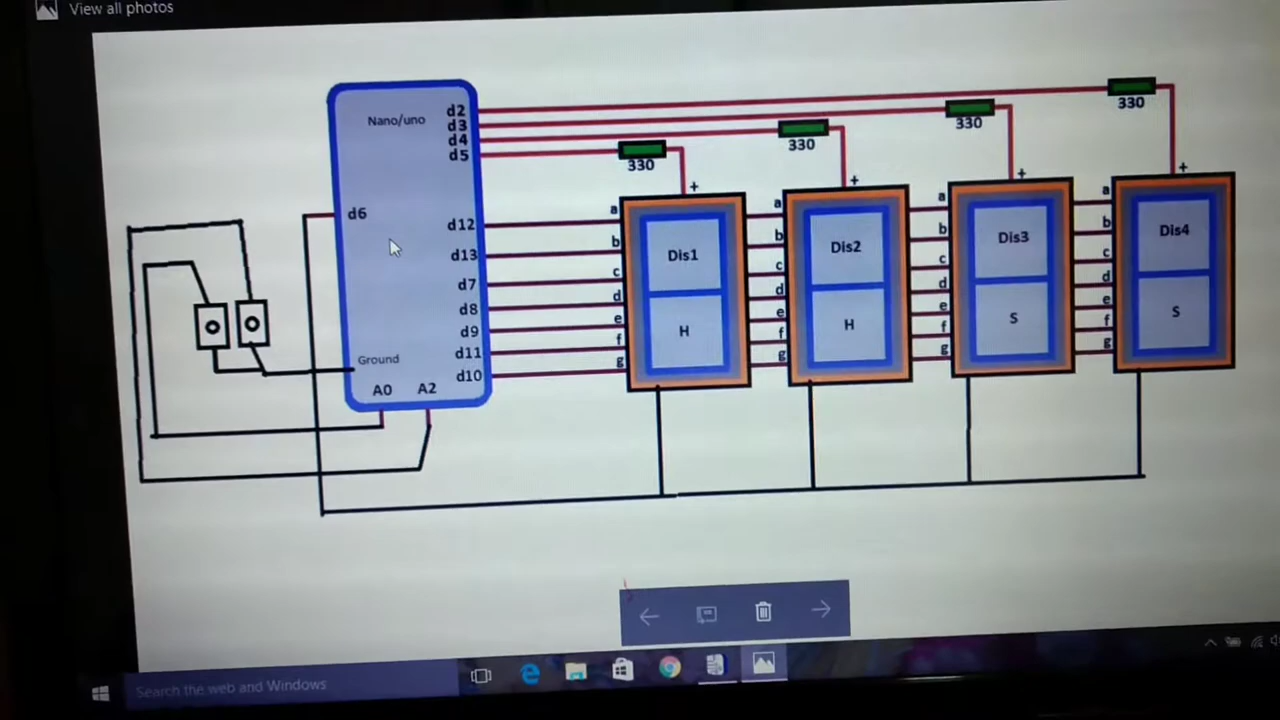 View all photos
Nano/uno
d2
d3
d4
d5
d6
d12
d13
d7
d8
d9
d11
d10
Ground
A0 A2
330
330
330
330
+
+
+
+
a
b
c
d
e
f
g
Dis1
H
a
b
c
d
e
f
g
Dis2
H
a
b
c
d
e
f
g
Dis3
S
a
b
c
d
e
f
g
Dis4
S
Search the web and Windows